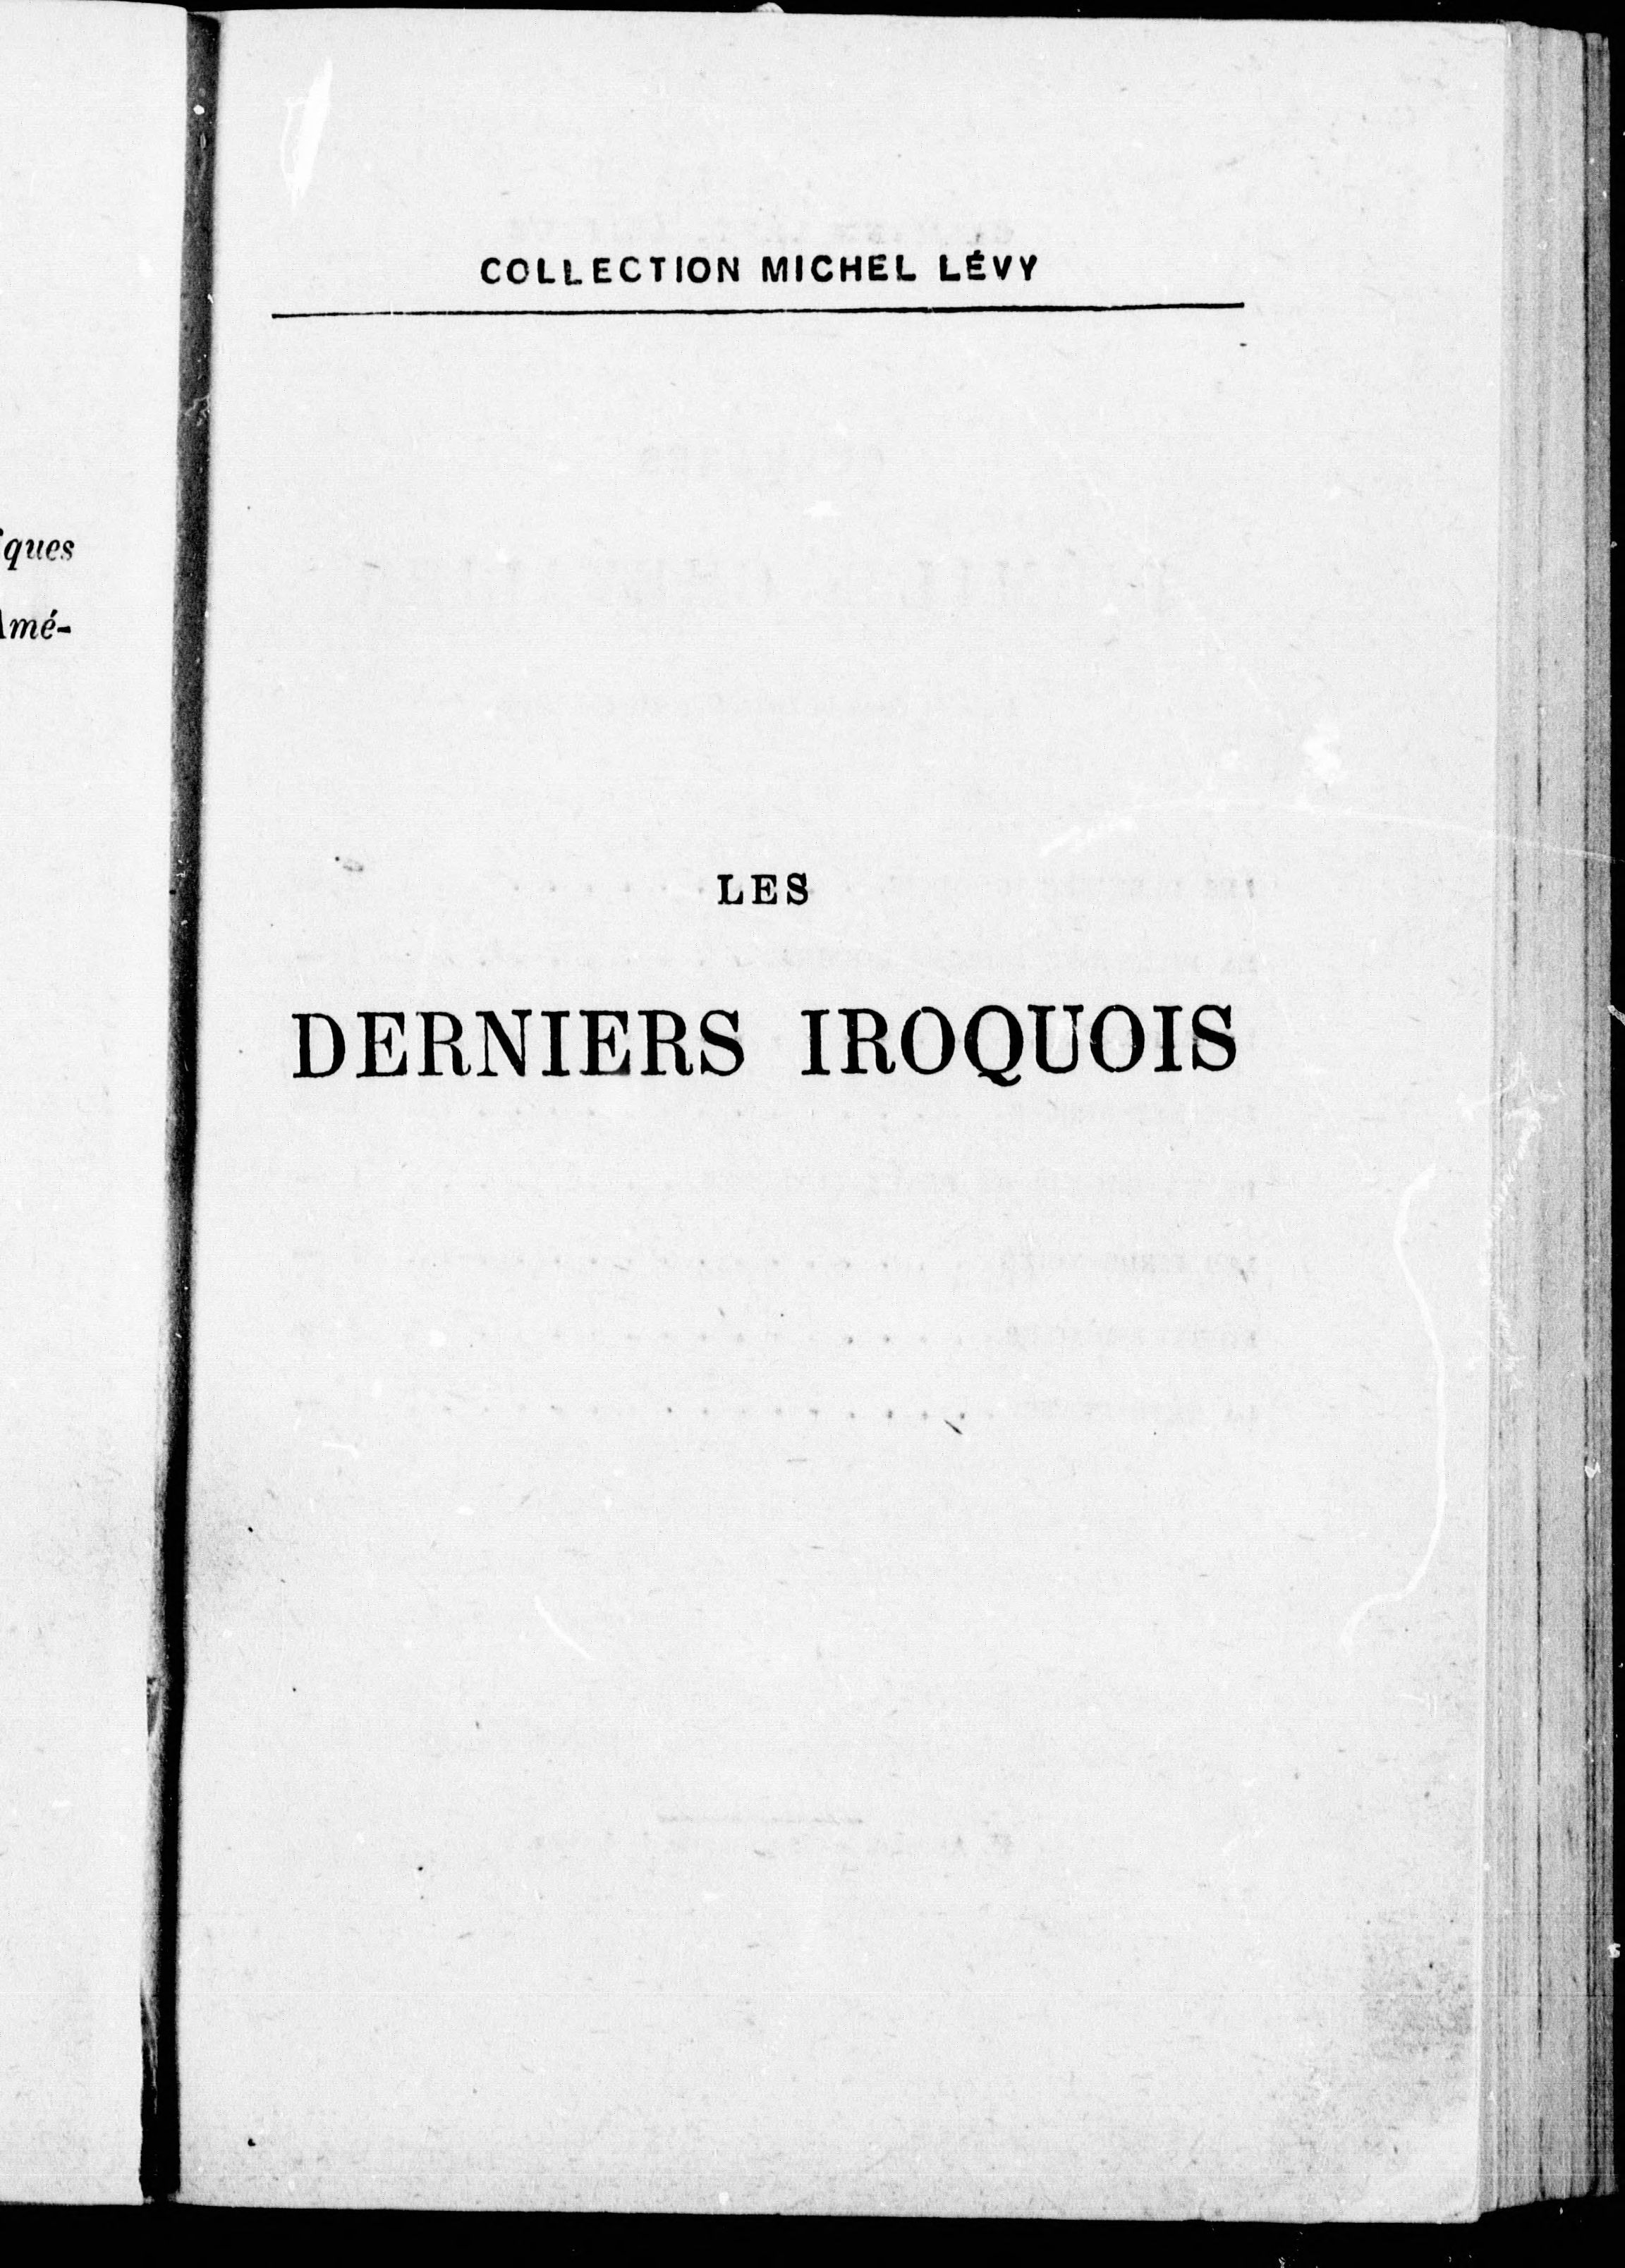 COLLECTION MICHEL LÉVY
LES
DERNIERS IROQUOIS